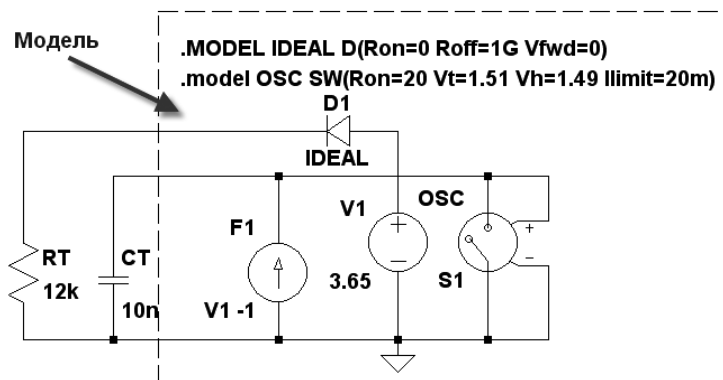 Модель
.MODEL IDEAL D(Ron=0 Roff=1G Vfwd=0)
.model OSC SW(Ron=20 Vt=1.51 Vh=1.49 Ilimit=20m)
D1
IDEAL
V1
OSC
F1
+
+
RT
CT
−
−
12k
3.65
S1
10n
V1 -1